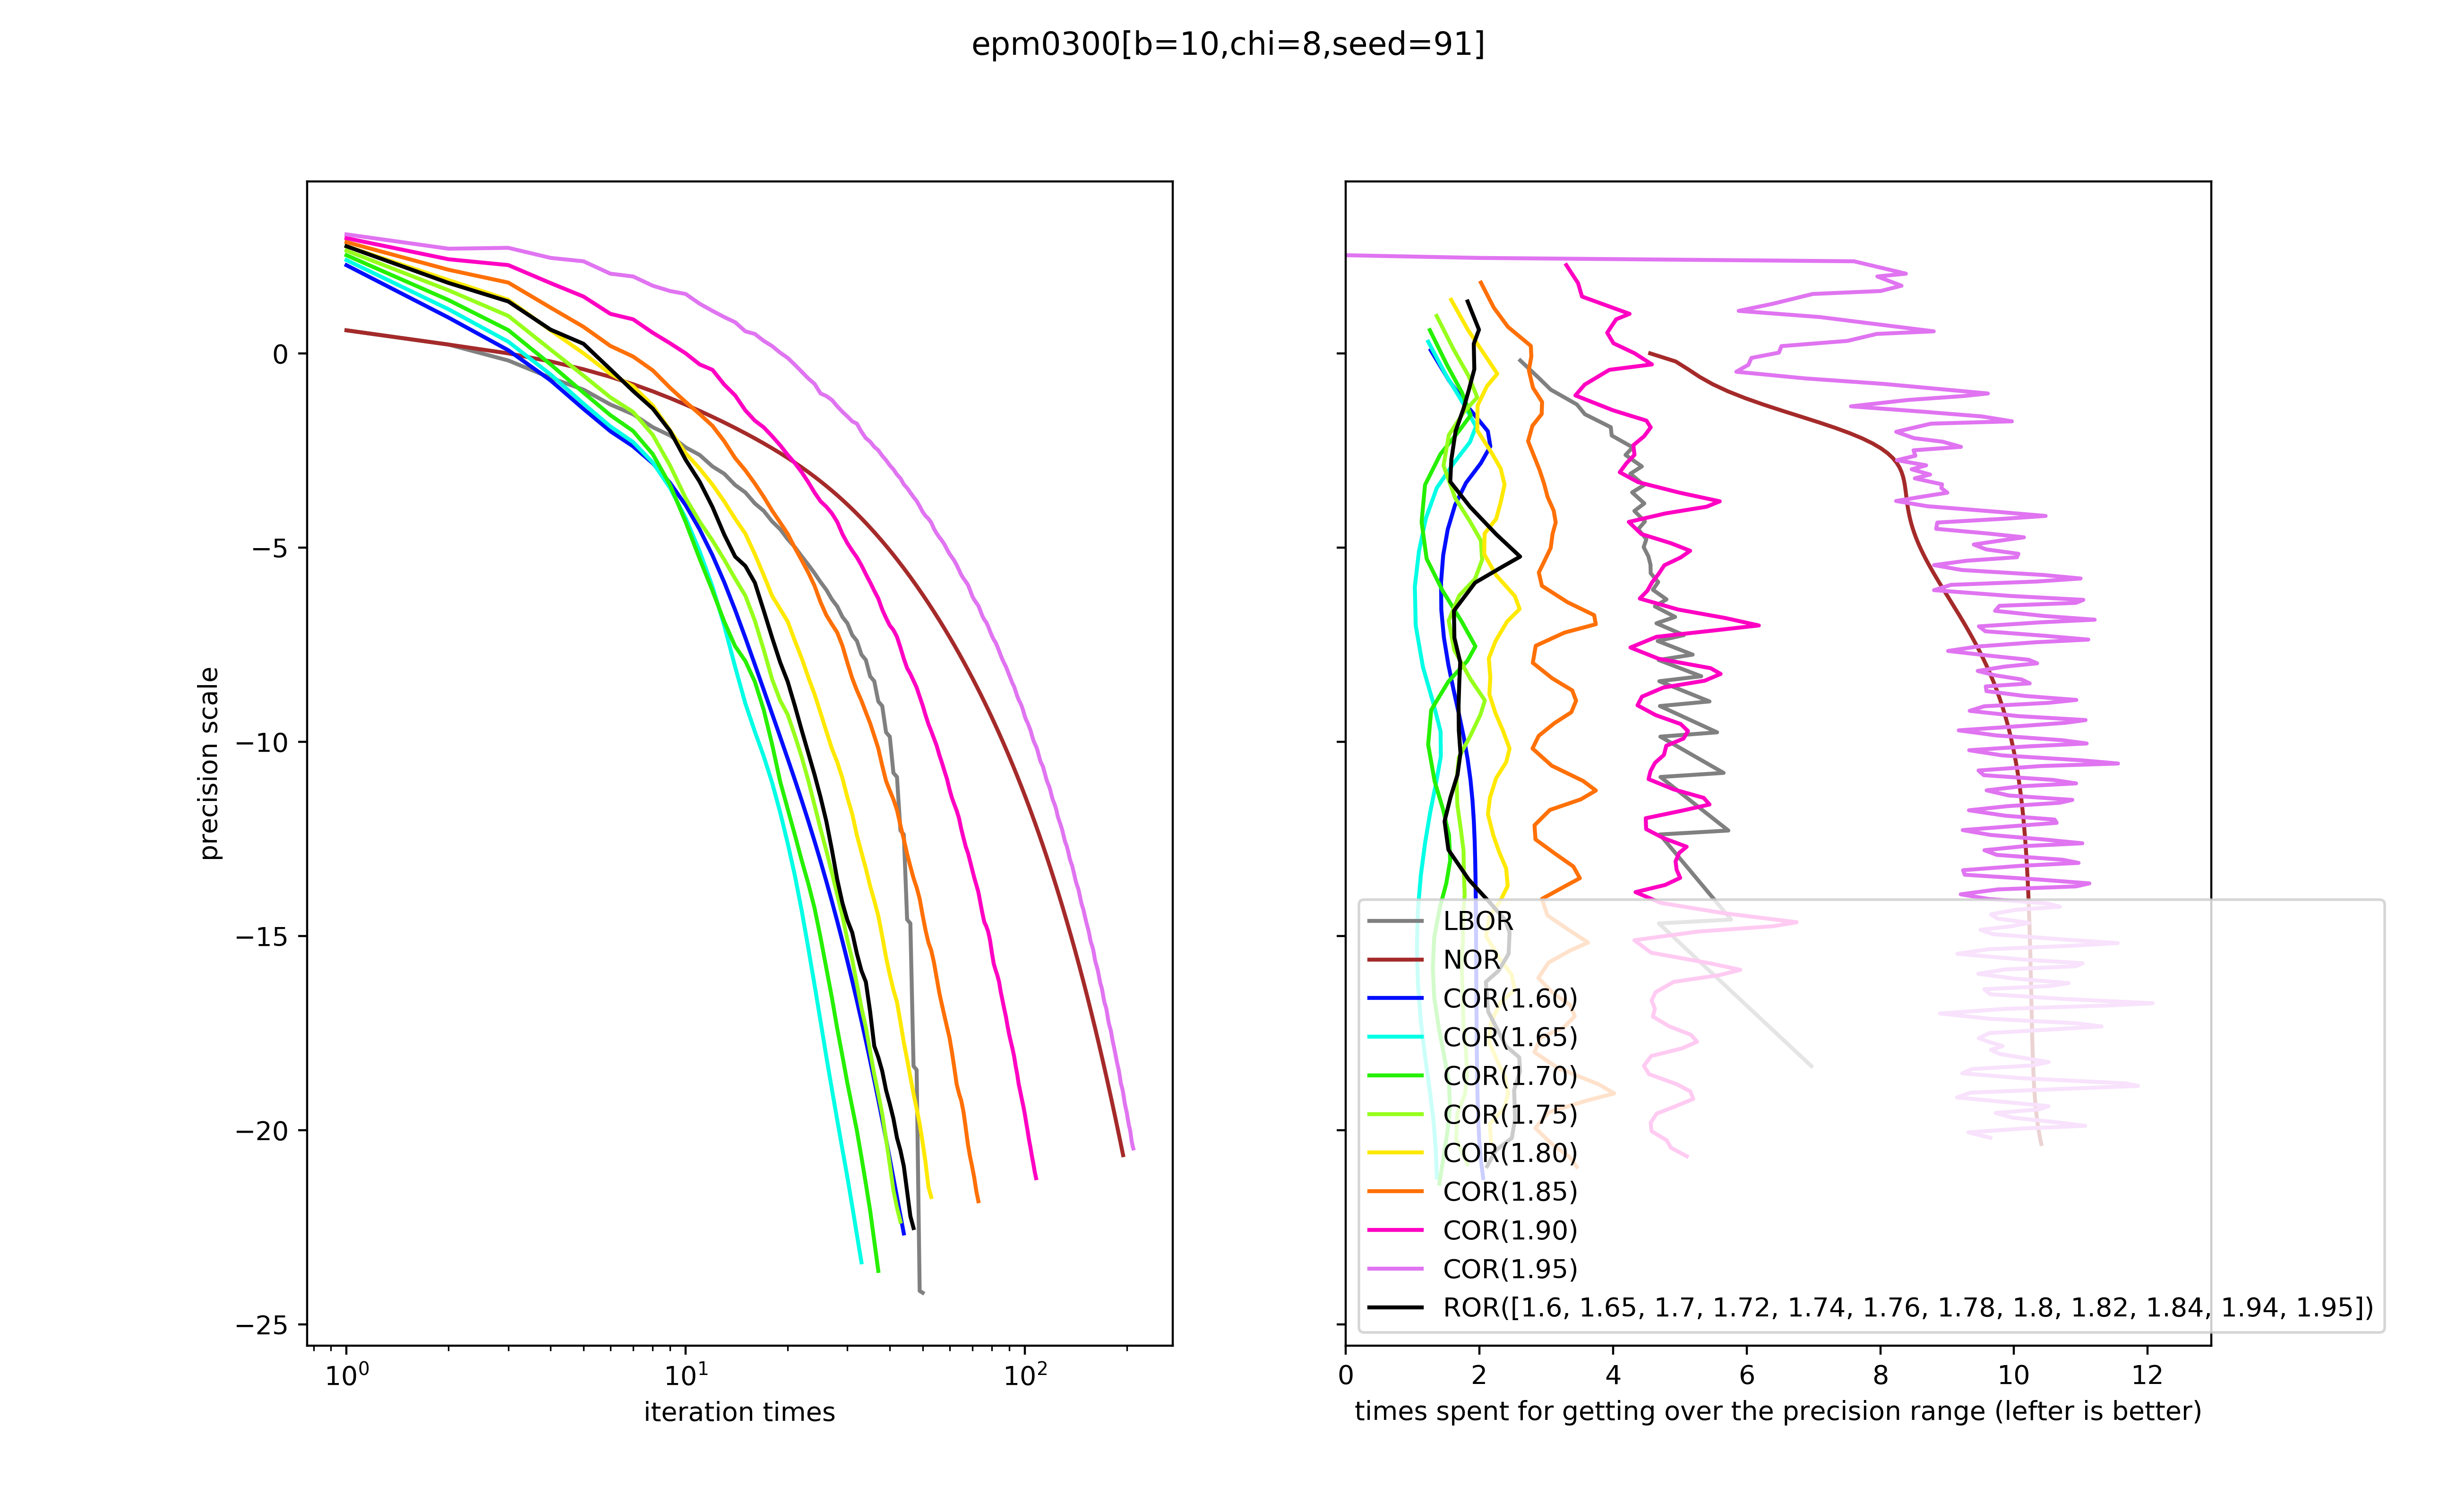 epm0300[b=10,chi=8,seed=91]
precision scale
0
−5
−10
−15
−20
−25
10⁰
10¹
10²
iteration times
LBOR
NOR
COR(1.60)
COR(1.65)
COR(1.70)
COR(1.75)
COR(1.80)
COR(1.85)
COR(1.90)
COR(1.95)
ROR([1.6, 1.65, 1.7, 1.72, 1.74, 1.76, 1.78, 1.8, 1.82, 1.84, 1.94, 1.95])
0 2 4 6 8 10 12
times spent for getting over the precision range (lefter is better)